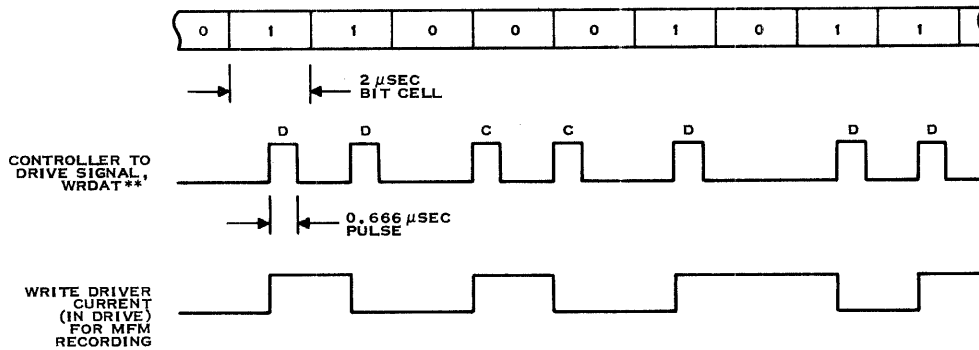 0 1 1 0 0 0 1 0 1 1
2 µSEC
BIT CELL
D D C C D D D
CONTROLLER TO
DRIVE SIGNAL,
WRDAT**
0.666 µSEC
PULSE
WRITE DRIVER
CURRENT
(IN DRIVE)
FOR MFM
RECORDING